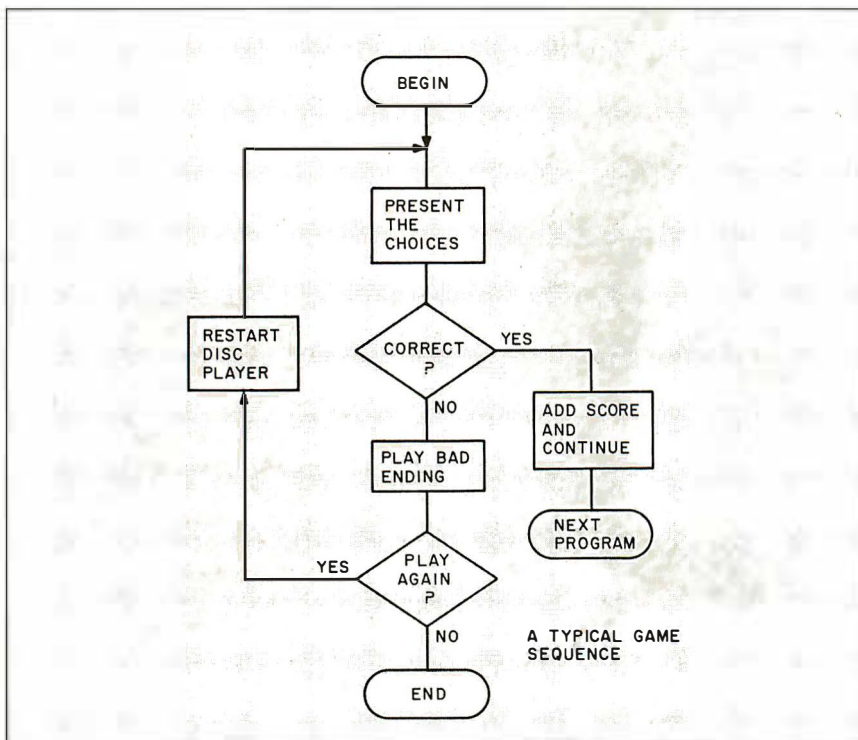 BEGIN
PRESENT
THE
CHOICES
RESTART
DISC
PLAYER
CORRECT
?
YES
NO
ADD SCORE
AND
CONTINUE
PLAY BAD
ENDING
NEXT
PROGRAM
PLAY
AGAIN
?
YES
NO
A TYPICAL GAME
SEQUENCE
END